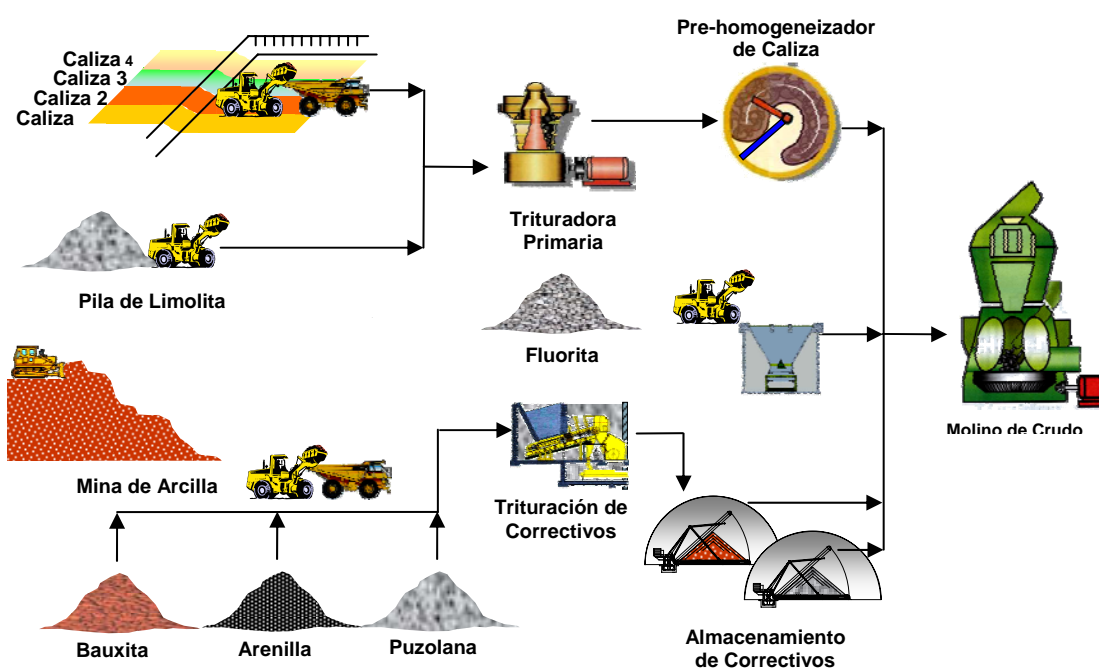 Pre-homogeneizador
de Caliza
Caliza 4
Caliza 3
Caliza 2
Caliza
Trituradora
Primaria
Pila de Limolita
Fluorita
Molino de Crudo
Mina de Arcilla
Trituración de
Correctivos
Bauxita
Arenilla
Puzolana
Almacenamiento
de Correctivos